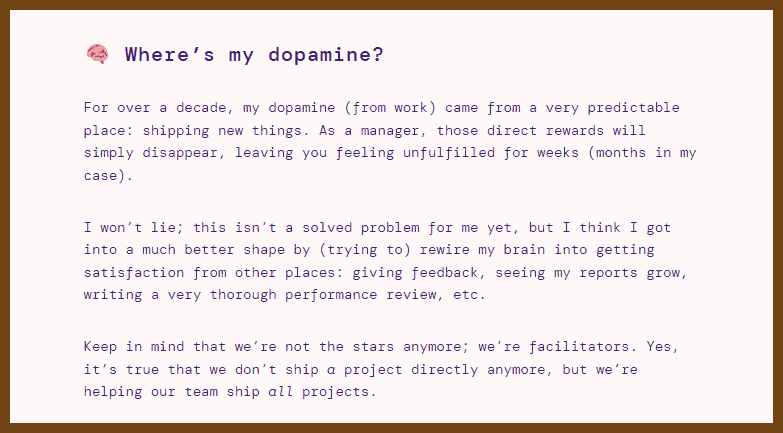 🧠 Where's my dopamine?
For over a decade, my dopamine (from work) came from a very predictable
place: shipping new things. As a manager, those direct rewards will
simply disappear, leaving you feeling unfulfilled for weeks (months in my
case).
I won't lie; this isn't a solved problem for me yet, but I think I got
into a much better shape by (trying to) rewire my brain into getting
satisfaction from other places: giving feedback, seeing my reports grow,
writing a very thorough performance review, etc.
Keep in mind that we're not the stars anymore; we're facilitators. Yes,
it's true that we don't ship a project directly anymore, but we're
helping our team ship all projects.